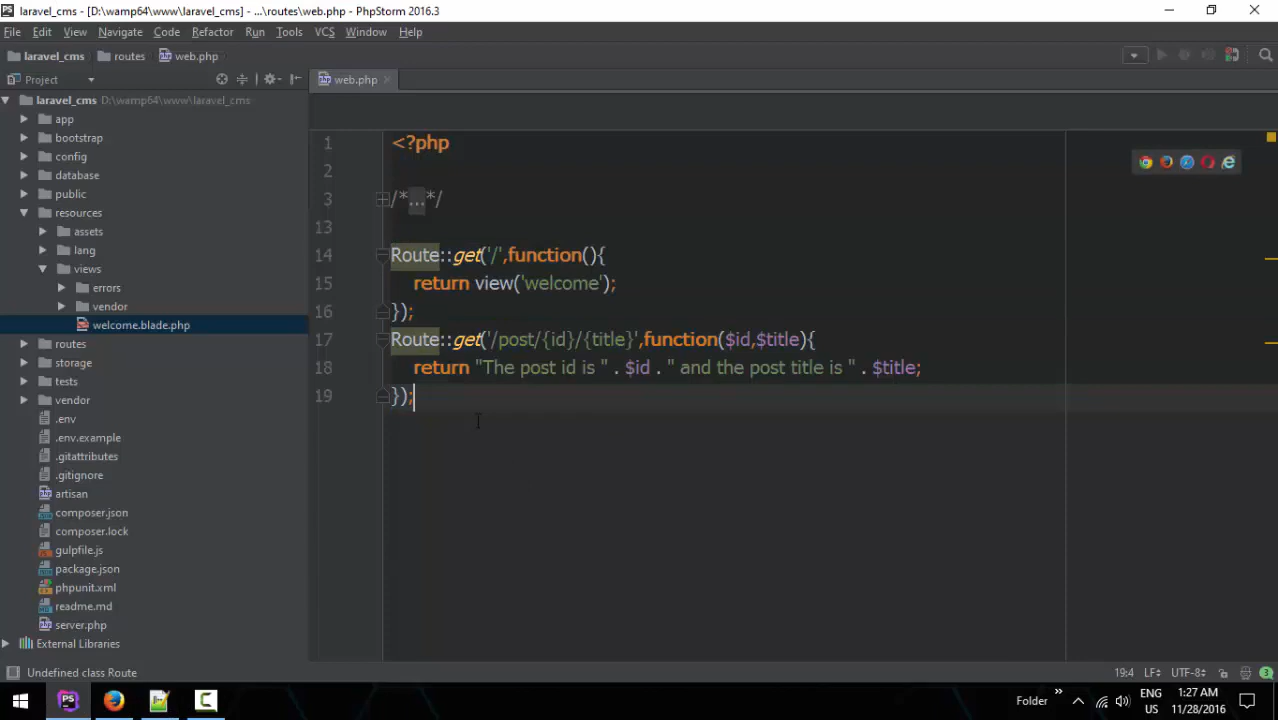 laravel_cms - [D:\wamp64\www\laravel_cms] - ...\routes\web.php - PhpStorm 2016.3
File Edit View Navigate Code Refactor Run Tools VCS Window Help
laravel_cms routes web.php
Project
web.php
laravel_cms D:\wamp64\www\laravel_cms
app
bootstrap
config
database
public
resources
assets
lang
views
errors
vendor
welcome.blade.php
routes
storage
tests
vendor
.env
.env.example
.gitattributes
.gitignore
artisan
composer.json
composer.lock
gulpfile.js
package.json
phpunit.xml
readme.md
server.php
External Libraries
1 <?php
2
3 /*...*/
13
14 Route::get('/',function(){
15 return view('welcome');
16 });
17 Route::get('/post/{id}/{title}',function($id,$title){
18 return "The post id is " . $id . " and the post title is " . $title;
19 });
Undefined class Route
19:4 LF÷ UTF-8÷ 3
Folder » ENG 1:27 AM
US 11/28/2016